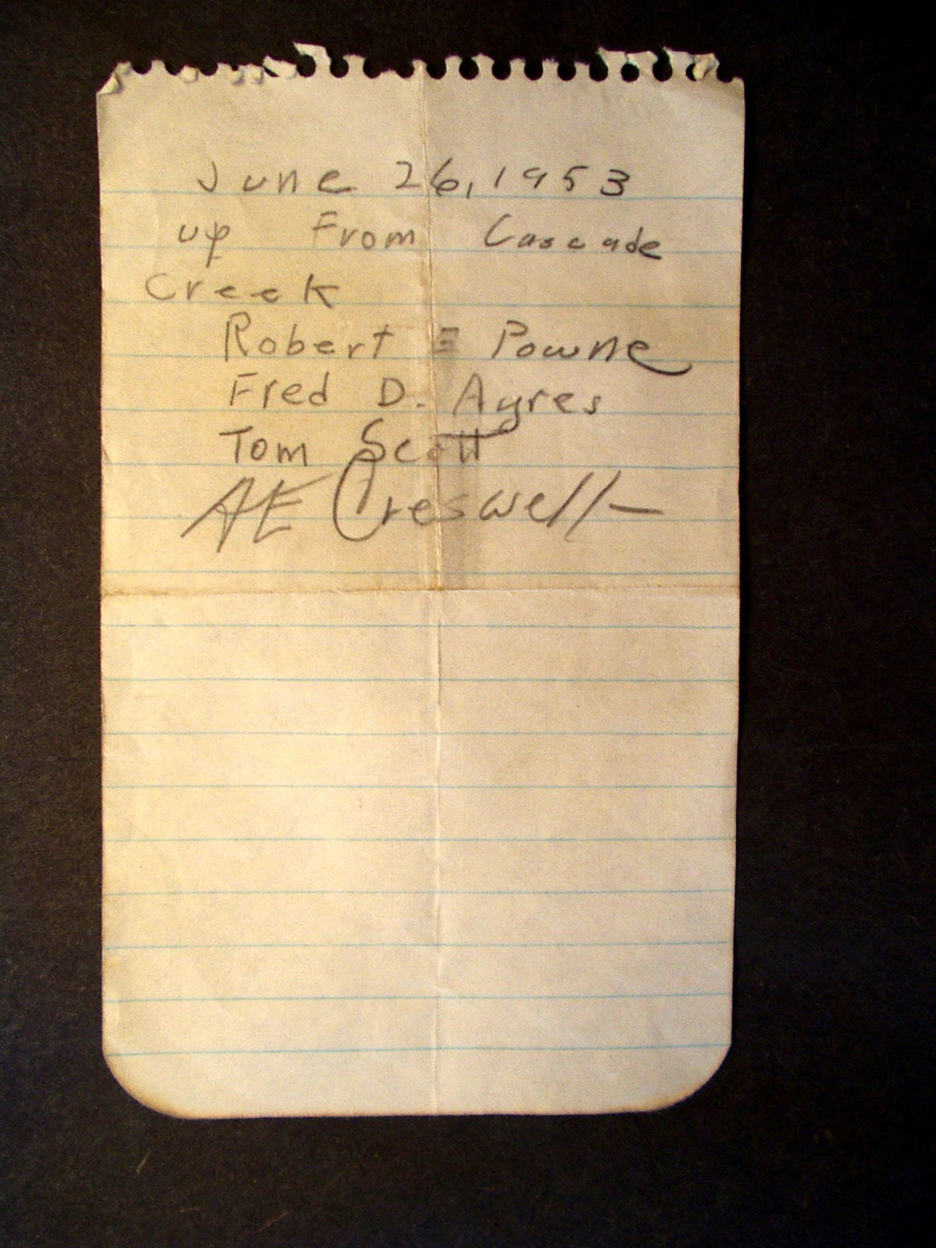 June 26, 1953
up From Cascade
Creek
Robert E Powne
Fred D. Ayres
Tom Scott
AE Creswell